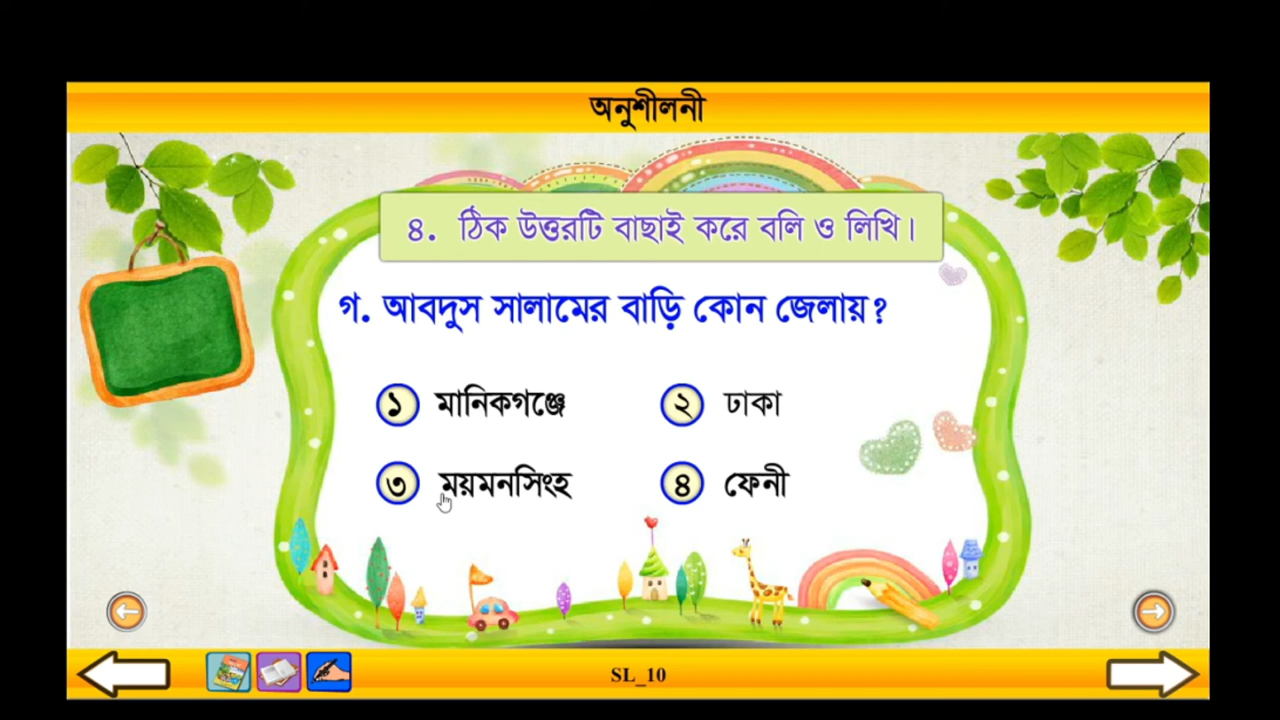 অনুশীলনী
৪. ঠিক উত্তরটি বাছাই করে বলি ও লিখি।
গ. আবদুস সালামের বাড়ি কোন জেলায়?
১ মানিকগঞ্জে ২ ঢাকা
৩ ময়মনসিংহ ৪ ফেনী
SL_10